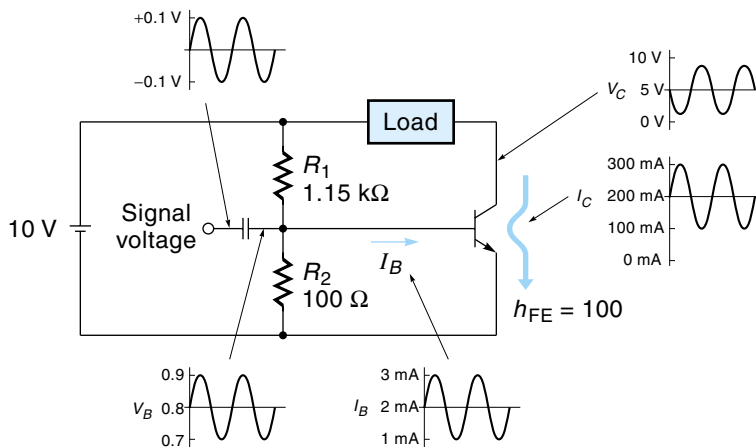 +0.1 V
−0.1 V
10 V
5 V
0 V
V_C
Load
R_1
1.15 kΩ
300 mA
200 mA
100 mA
0 mA
I_C
Signal
voltage
10 V
I_B
R_2
100 Ω
h_FE = 100
0.9
0.8
0.7
V_B
3 mA
2 mA
1 mA
I_B